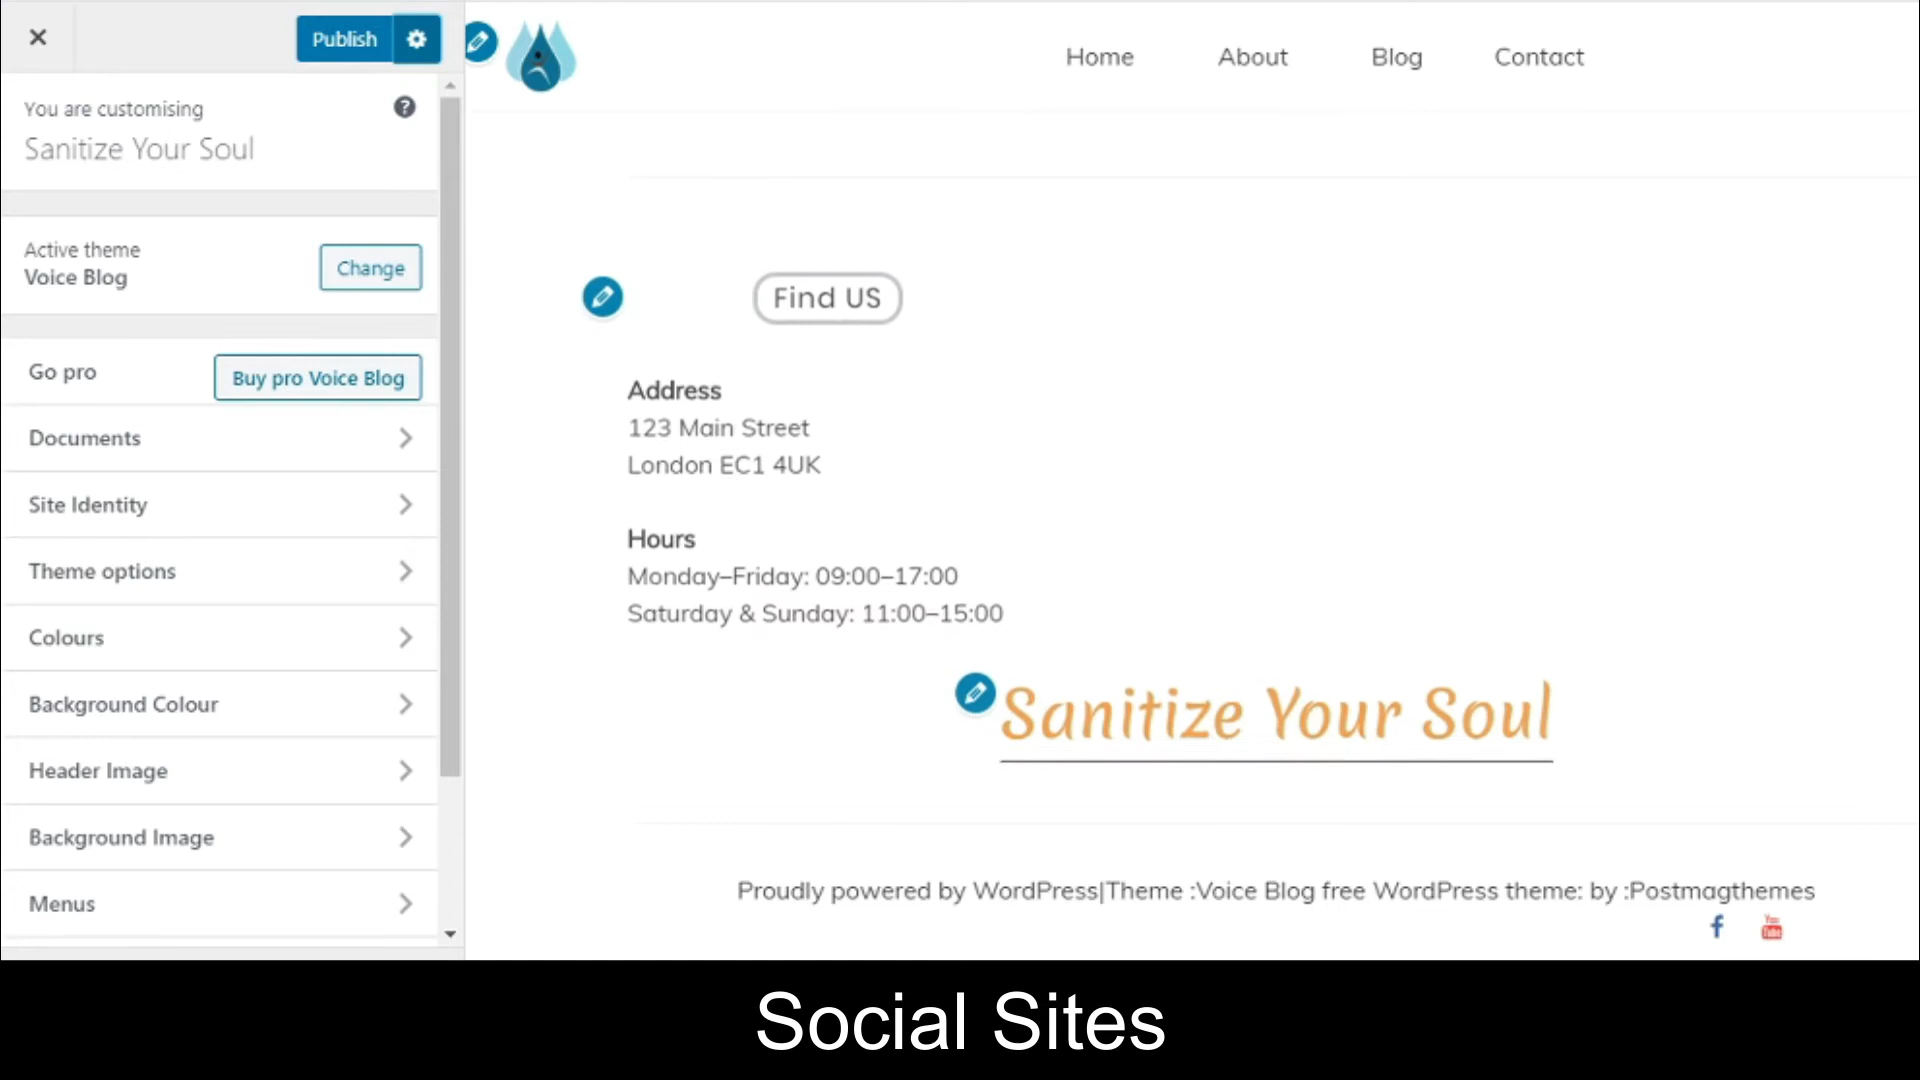 Publish
You are customising
Sanitize Your Soul
Active theme
Voice Blog
Change
Go pro
Buy pro Voice Blog
Documents
Site Identity
Theme options
Colours
Background Colour
Header Image
Background Image
Menus
Home About Blog Contact
Find US
Address
123 Main Street
London EC1 4UK
Hours
Monday–Friday: 09:00–17:00
Saturday & Sunday: 11:00–15:00
Sanitize Your Soul
Proudly powered by WordPress|Theme :Voice Blog free WordPress theme: by :Postmagthemes
You Tube
Social Sites